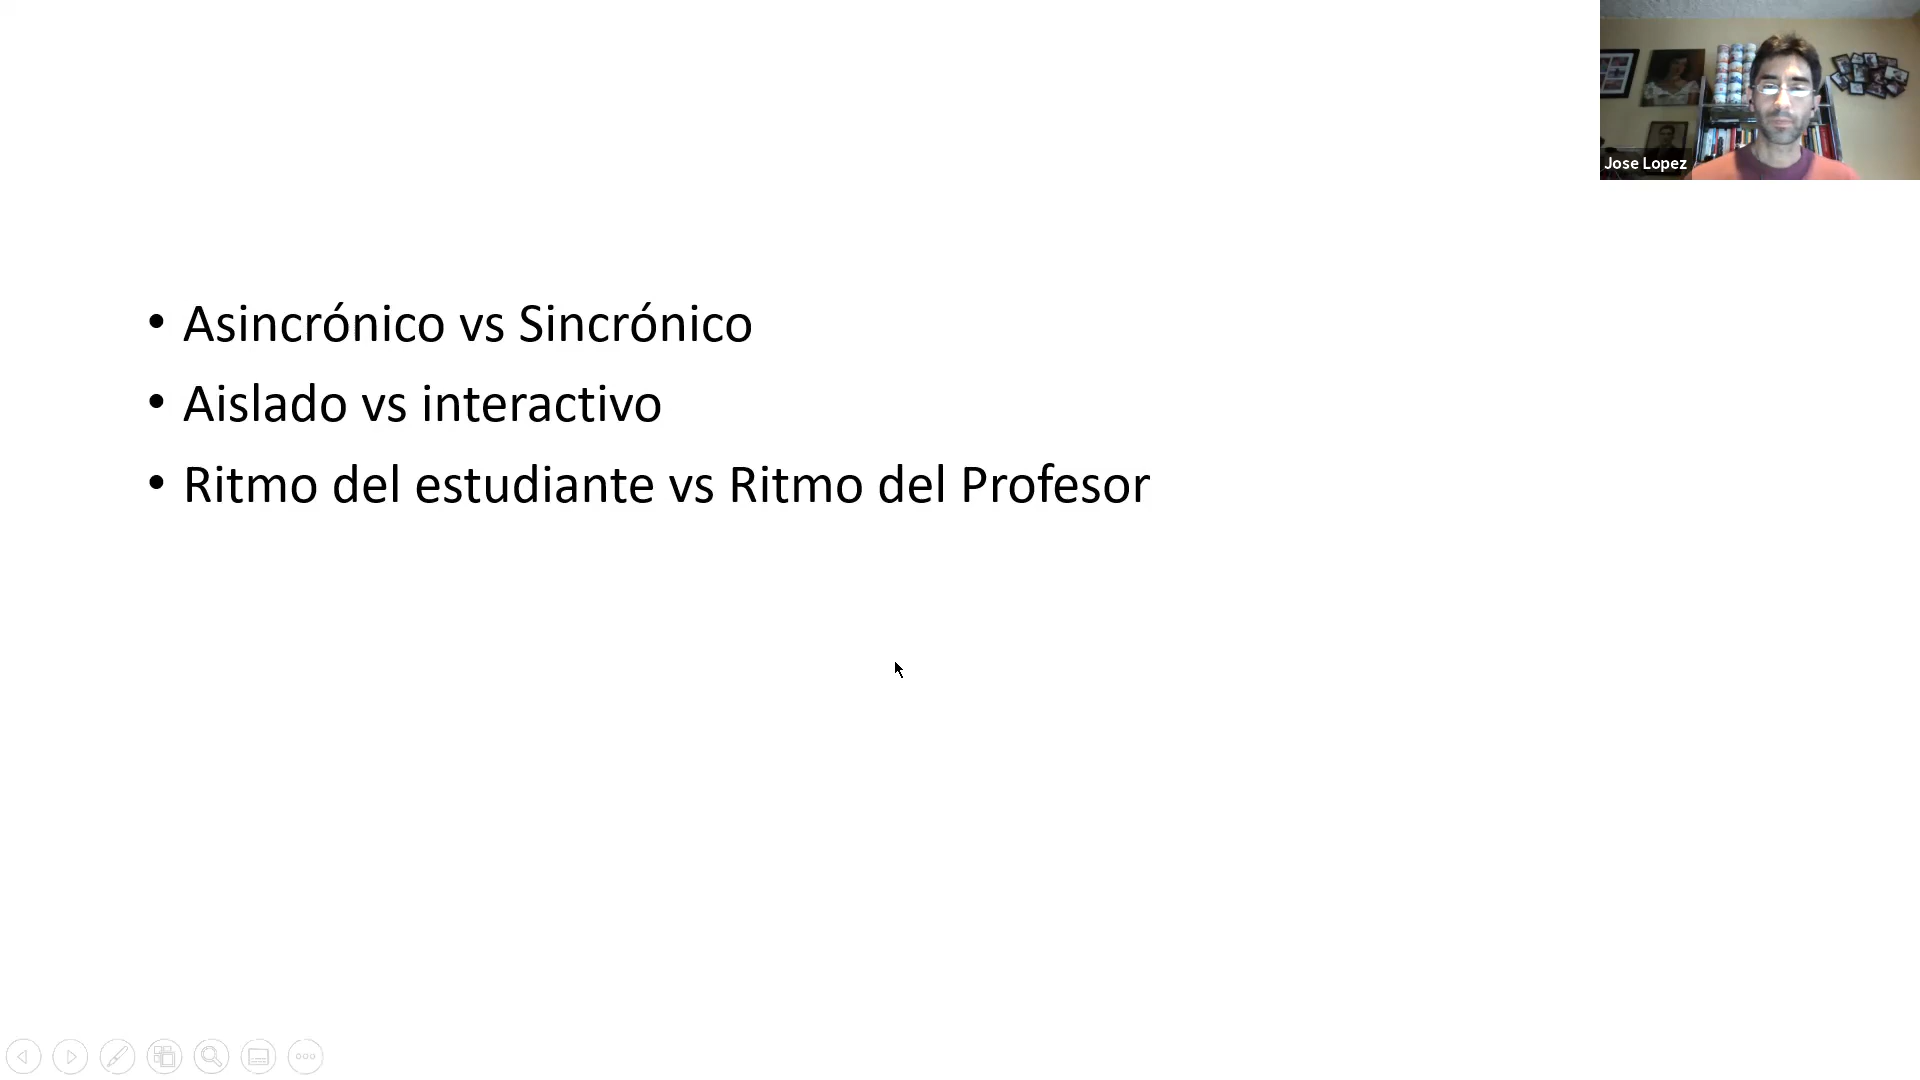 Jose Lopez
• Asincrónico vs Sincrónico
• Aislado vs interactivo
• Ritmo del estudiante vs Ritmo del Profesor